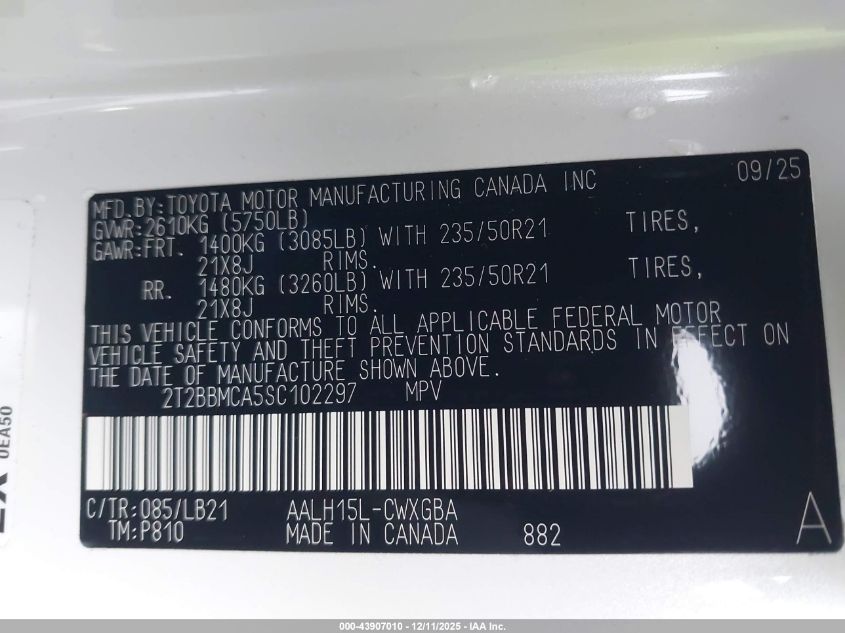 09/25
MFD.BY:TOYOTA MOTOR MANUFACTURING CANADA INC
GVWR:2610KG (5750LB)
GAWR:FRT. 1400KG (3085LB) WITH 235/50R21 TIRES,
21X8J RIMS.
RR. 1480KG (3260LB) WITH 235/50R21 TIRES,
21X8J RIMS.
THIS VEHICLE CONFORMS TO ALL APPLICABLE FEDERAL MOTOR
VEHICLE SAFETY AND THEFT PREVENTION STANDARDS IN EFFECT ON
THE DATE OF MANUFACTURE SHOWN ABOVE.
2T2BBMCA5SC102297 MPV
C/TR:085/LB21 AALH15L-CWXGBA
TM:P810 MADE IN CANADA 882 A
0EA50
000-43907010 - 12/11/2025 - IAA Inc.